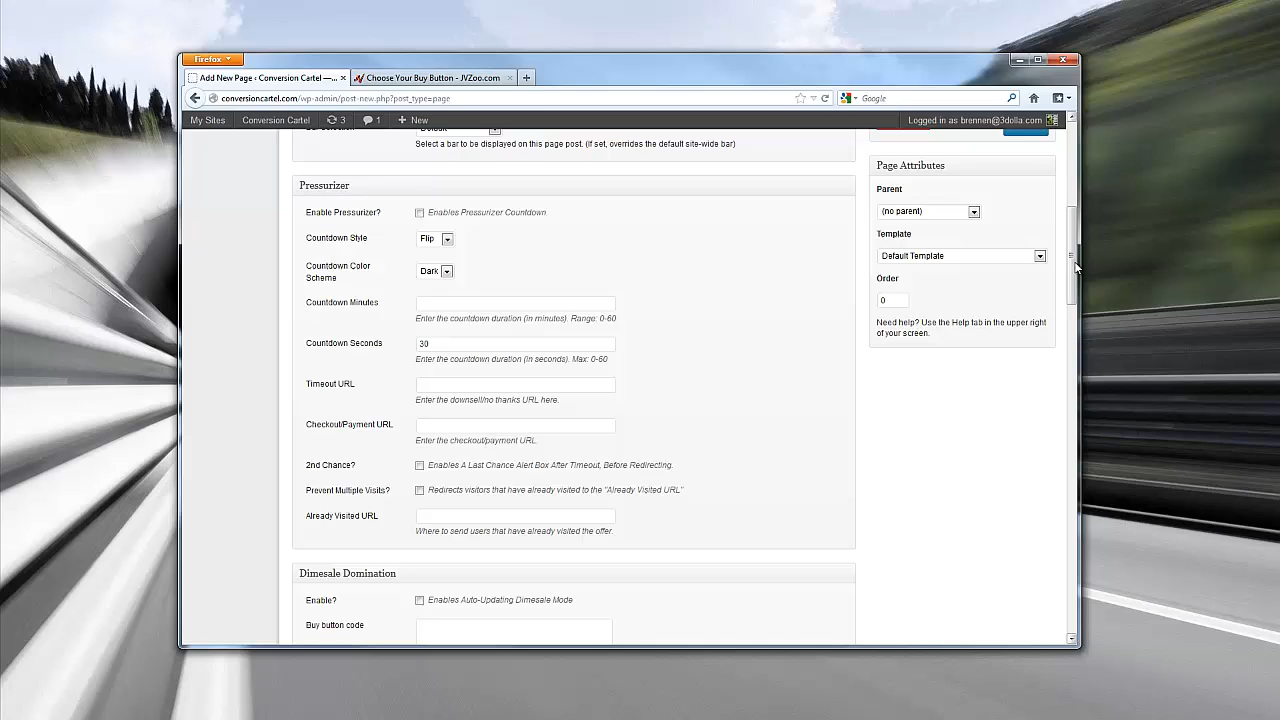 Firefox
Add New Page ‹ Conversion Cartel —...
Choose Your Buy Button - JVZoo.com
conversioncartel.com/wp-admin/post-new.php?post_type=page
Google
My Sites
Conversion Cartel
3
1
+ New
Logged in as brennen@3dolla.com
Default
Select a bar to be displayed on this page post. (If set, overrides the default site-wide bar)
Pressurizer
Enable Pressurizer?
Enables Pressurizer Countdown.
Countdown Style
Flip
Countdown Color
Scheme
Dark
Countdown Minutes
Enter the countdown duration (in minutes). Range: 0-60
Countdown Seconds
30
Enter the countdown duration (in seconds). Max: 0-60
Timeout URL
Enter the downsell/no thanks URL here.
Checkout/Payment URL
Enter the checkout/payment URL.
2nd Chance?
Enables A Last Chance Alert Box After Timeout, Before Redirecting.
Prevent Multiple Visits?
Redirects visitors that have already visited to the "Already Visited URL"
Already Visited URL
Where to send users that have already visited the offer.
Dimesale Domination
Enable?
Enables Auto-Updating Dimesale Mode
Buy button code
Page Attributes
Parent
(no parent)
Template
Default Template
Order
0
Need help? Use the Help tab in the upper right
of your screen.